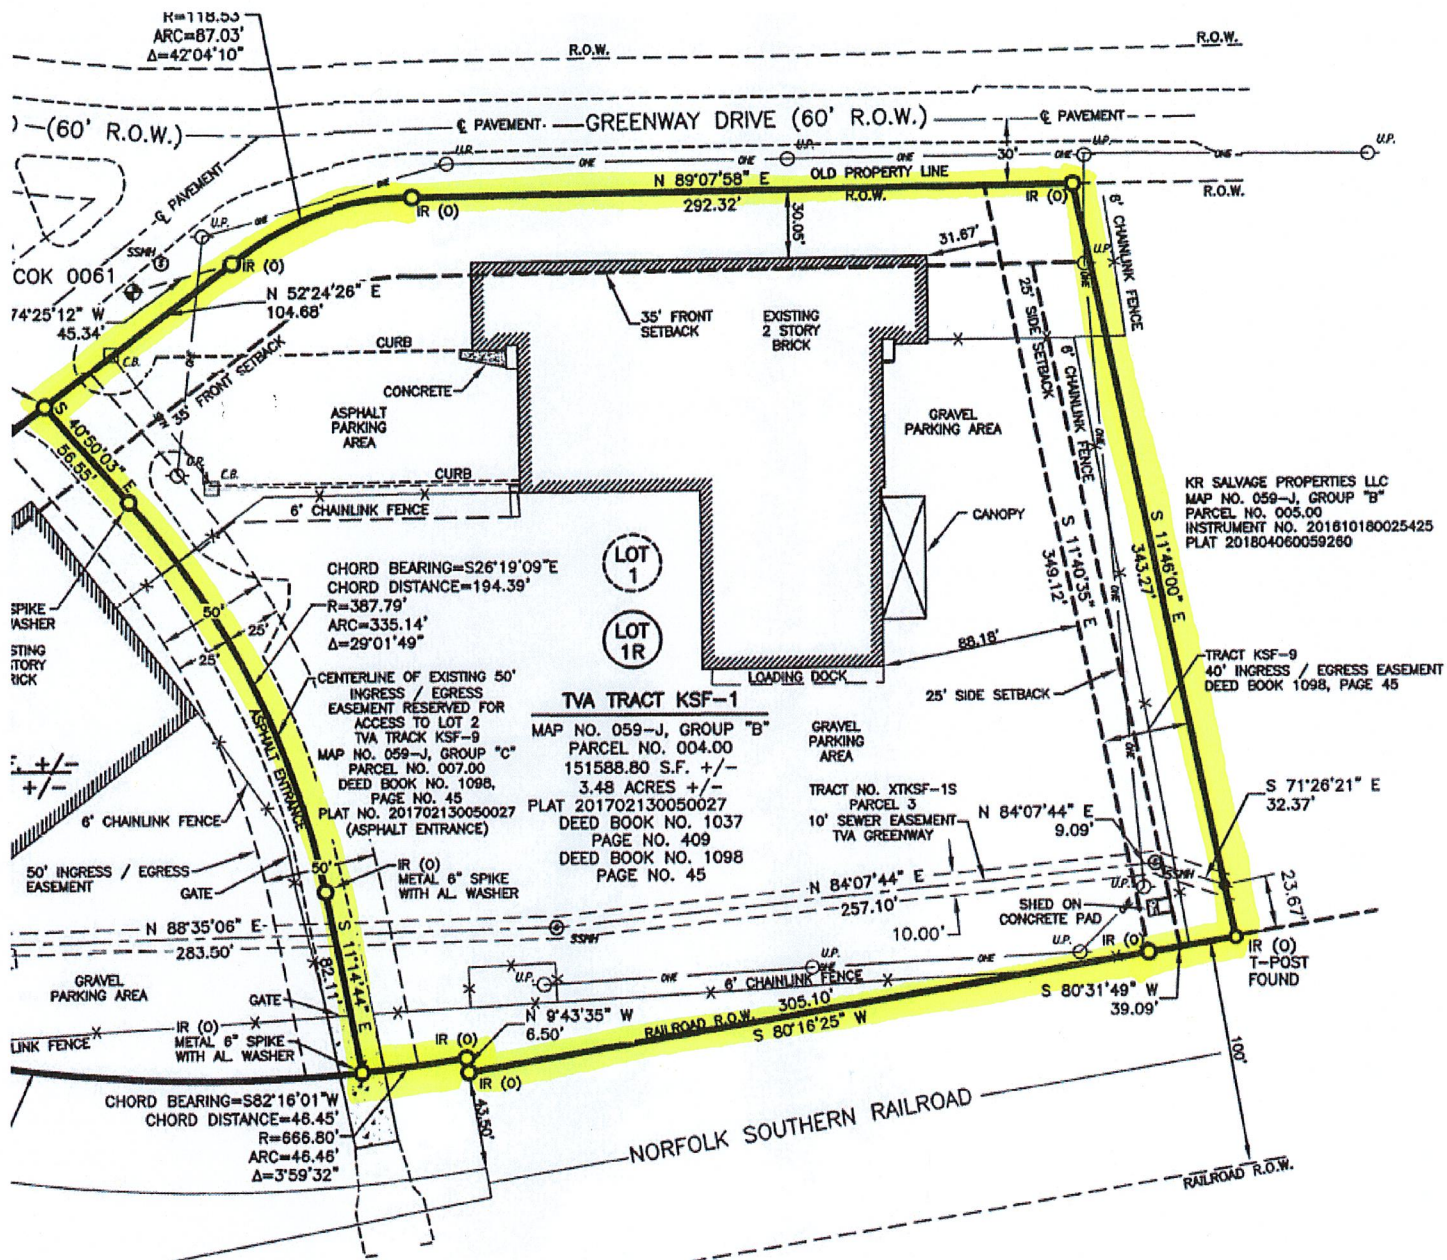 R=118.53
ARC=87.03'
Δ=42°04'10"
R.O.W.
R.O.W.
(60' R.O.W.)
℄ PAVEMENT
GREENWAY DRIVE (60' R.O.W.)
℄ PAVEMENT
U.P.
OHE
OHE
U.P.
OHE
U.P.
OHE
U.P.
30'
℄ PAVEMENT
N 89°07'58" E
OLD PROPERTY LINE
292.32'
R.O.W.
R.O.W.
IR (0)
IR (0)
U.P.
OHE
SSMH
30.05'
31.67'
6' CHAINLINK FENCE
U.P.
OHE
COK 0061
IR (0)
74°25'12" W
45.34'
N 52°24'26" E
104.68'
35' FRONT
SETBACK
EXISTING
2 STORY
BRICK
25' SIDE SETBACK
6' CHAINLINK FENCE
C.B.
OHE
35' FRONT SETBACK
CURB
CONCRETE
ASPHALT
PARKING
AREA
GRAVEL
PARKING AREA
S 40°50'03" E
56.55'
C.B.
CURB
6' CHAINLINK FENCE
OHE
CANOPY
KR SALVAGE PROPERTIES LLC
MAP NO. 059-J, GROUP "B"
PARCEL NO. 005.00
INSTRUMENT NO. 201610180025425
PLAT 201804060059260
S 11°40'35" E
349.12'
S 11°46'00" E
343.27'
OHE
CHORD BEARING=S26°19'09"E
CHORD DISTANCE=194.39'
R=387.79'
ARC=335.14'
Δ=29°01'49"
LOT
1
LOT
1R
SPIKE
WASHER
50'
25'
25'
STING
STORY
RICK
88.18'
LOADING DOCK
TRACT KSF-9
40' INGRESS / EGRESS EASEMENT
DEED BOOK 1098, PAGE 45
25' SIDE SETBACK
CENTERLINE OF EXISTING 50'
INGRESS / EGRESS
EASEMENT RESERVED FOR
ACCESS TO LOT 2
TVA TRACK KSF-9
MAP NO. 059-J, GROUP "C"
PARCEL NO. 007.00
DEED BOOK NO. 1098,
PAGE NO. 45
PLAT NO. 201702130050027
(ASPHALT ENTRANCE)
ASPHALT ENTRANCE
TVA TRACT KSF-1
MAP NO. 059-J, GROUP "B"
PARCEL NO. 004.00
151588.80 S.F. +/-
3.48 ACRES +/-
PLAT 201702130050027
DEED BOOK NO. 1037
PAGE NO. 409
DEED BOOK NO. 1098
PAGE NO. 45
GRAVEL
PARKING
AREA
OHE
F. +/-
+/-
TRACT NO. XTKSF-1S
PARCEL 3
10' SEWER EASEMENT
TVA GREENWAY
N 84°07'44" E
9.09'
S 71°26'21" E
32.37'
6' CHAINLINK FENCE
50' INGRESS / EGRESS
EASEMENT
GATE
50'
IR (0)
METAL 6" SPIKE
WITH AL. WASHER
N 84°07'44" E
257.10'
SSMH
U.P.
SHED ON
CONCRETE PAD
23.67'
N 88°35'06" E
283.50'
SSMH
10.00'
U.P.
IR (0)
IR (0)
T-POST
FOUND
S 11°14'44" E
82.11'
GRAVEL
PARKING AREA
U.P.
OHE
U.P.
OHE
OHE
6' CHAINLINK FENCE
GATE
305.10'
S 80°31'49" W
39.09'
N 9°43'35" W
6.50'
RAILROAD R.O.W.
S 80°16'25" W
IR (0)
METAL 6" SPIKE
WITH AL. WASHER
LINK FENCE
IR (0)
IR (0)
CHORD BEARING=S82°16'01"W
CHORD DISTANCE=46.45'
R=666.80'
ARC=46.46'
Δ=3°59'32"
43.50'
100'
NORFOLK SOUTHERN RAILROAD
RAILROAD R.O.W.